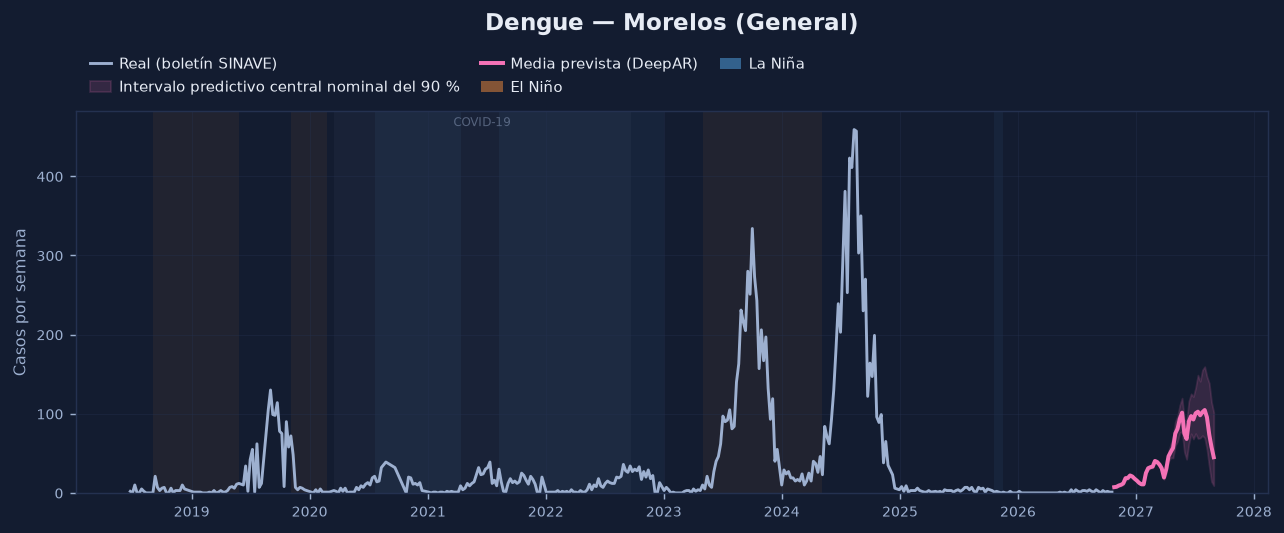 Dengue — Morelos (General)
Real (boletín SINAVE)
Intervalo predictivo central nominal del 90 %
Media prevista (DeepAR)
El Niño
La Niña
COVID-19
Casos por semana
400
300
200
100
0
2019 2020 2021 2022 2023 2024 2025 2026 2027 2028